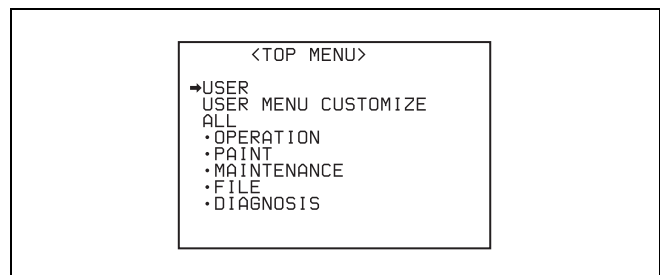 <TOP MENU>
➡USER
USER MENU CUSTOMIZE
ALL
·OPERATION
·PAINT
·MAINTENANCE
·FILE
·DIAGNOSIS